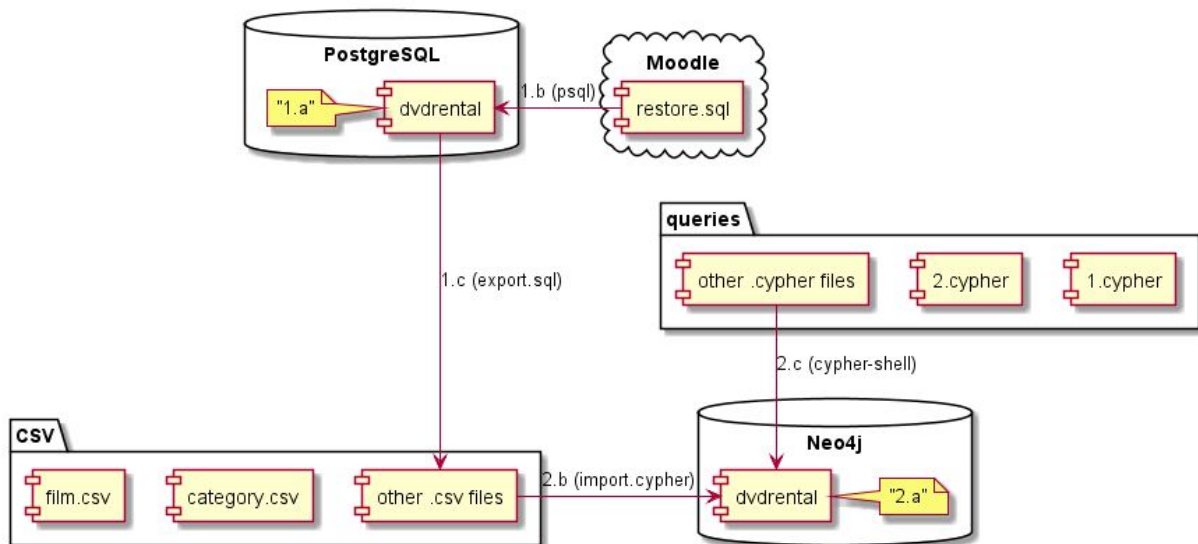 PostgreSQL
Moodle
"1.a"
dvdrental
1.b (psql)
restore.sql
queries
1.c (export.sql)
other .cypher files
2.cypher
1.cypher
2.c (cypher-shell)
CSV
Neo4j
film.csv
category.csv
other .csv files
2.b (import.cypher)
dvdrental
"2.a"